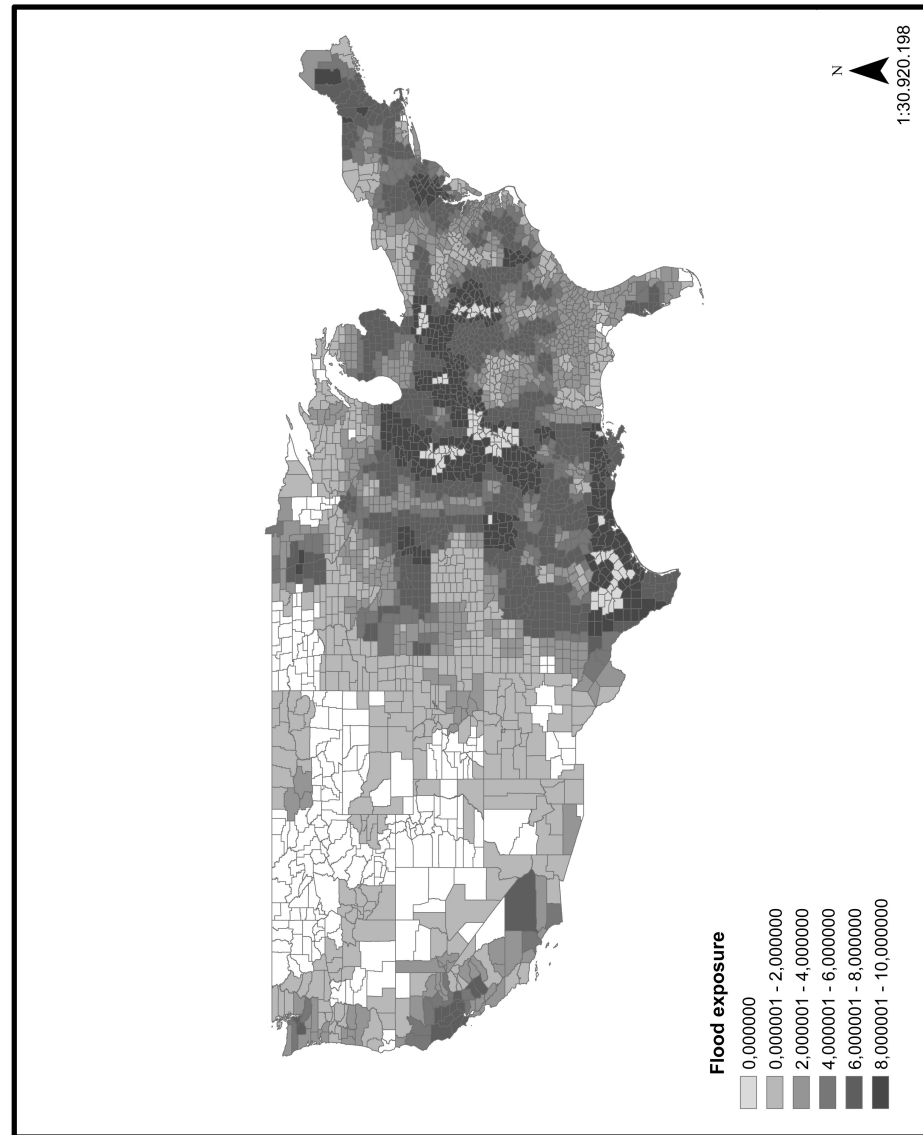 Flood exposure
0,000000
0,000001 - 2,000000
2,000001 - 4,000000
4,000001 - 6,000000
6,000001 - 8,000000
8,000001 - 10,000000
N
1:30.920.198